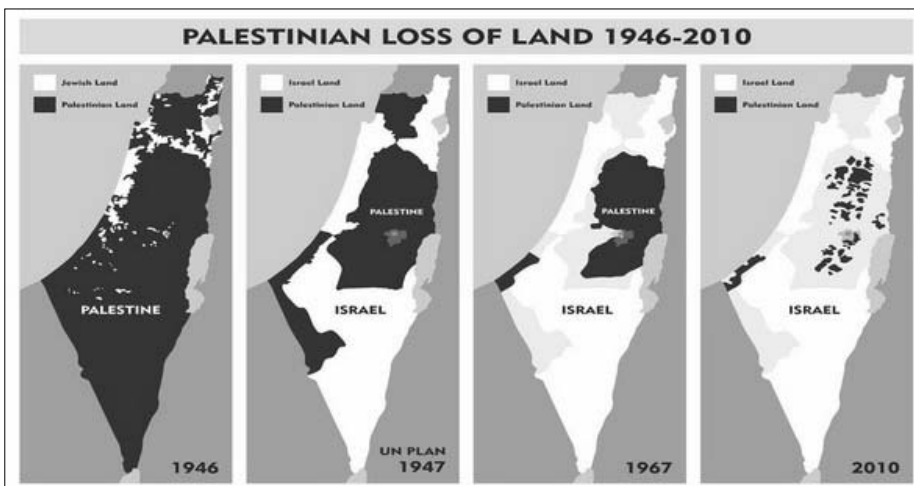 PALESTINIAN LOSS OF LAND 1946-2010
Jewish Land
Palestinian Land
PALESTINE
1946
Israel Land
Palestinian Land
PALESTINE
ISRAEL
UN PLAN
1947
Israel Land
Palestinian Land
PALESTINE
ISRAEL
1967
Israel Land
Palestinian Land
ISRAEL
2010